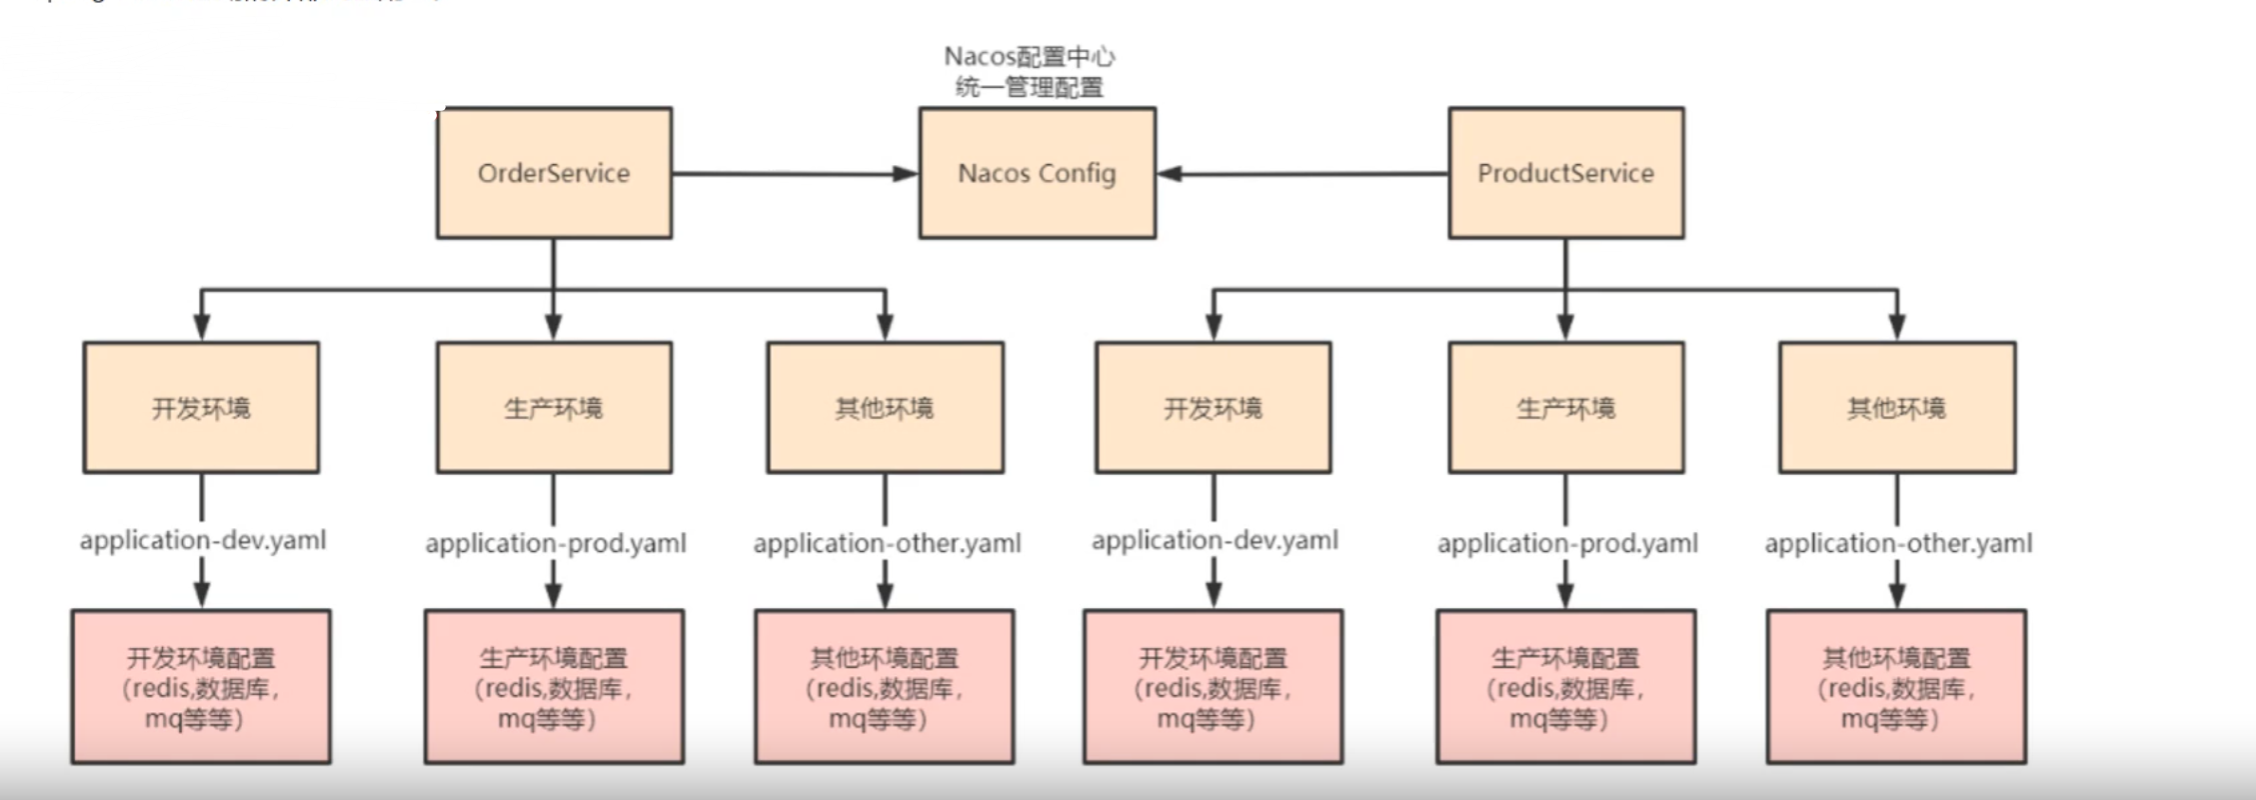 Nacos配置中心
统一管理配置
OrderService
Nacos Config
ProductService
开发环境
生产环境
其他环境
开发环境
生产环境
其他环境
application-dev.yaml
application-prod.yaml
application-other.yaml
application-dev.yaml
application-prod.yaml
application-other.yaml
开发环境配置
(redis,数据库,
mq等等)
生产环境配置
(redis,数据库,
mq等等)
其他环境配置
(redis,数据库,
mq等等)
开发环境配置
(redis,数据库,
mq等等)
生产环境配置
(redis,数据库,
mq等等)
其他环境配置
(redis,数据库,
mq等等)